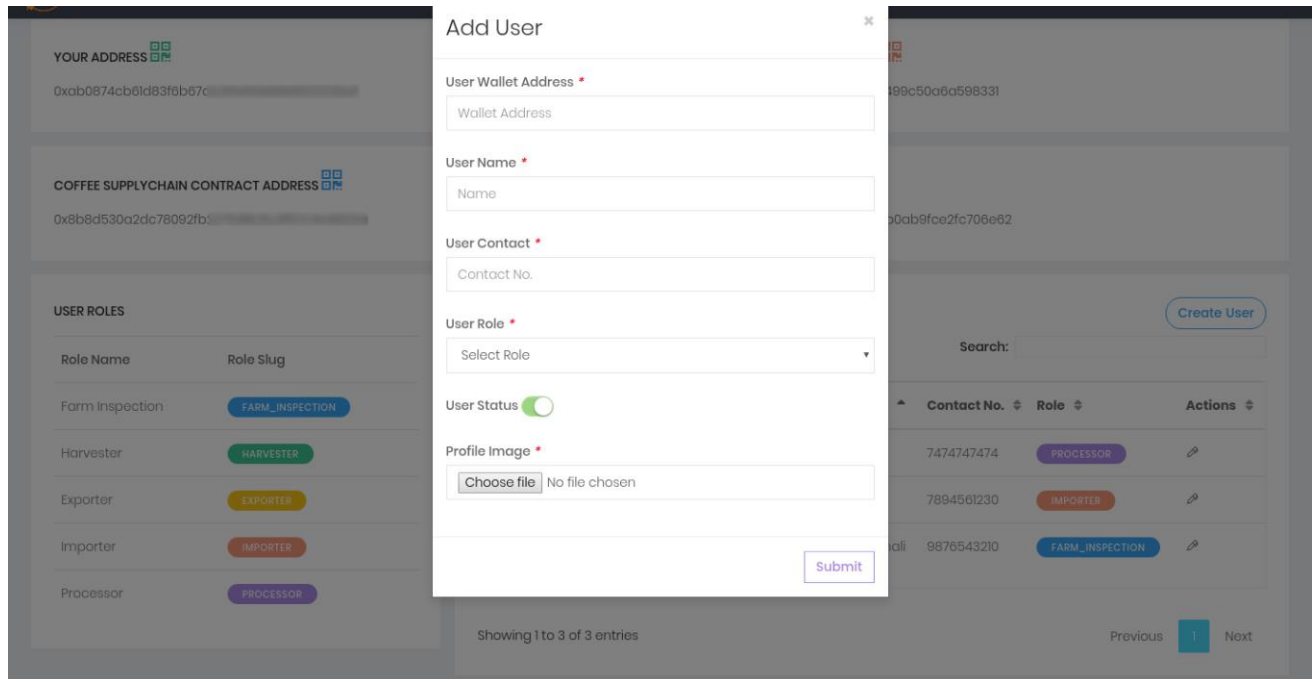 Add User
×
YOUR ADDRESS
0xab0874cb61d83f6b67
499c50a6a598331
COFFEE SUPPLYCHAIN CONTRACT ADDRESS
0x8b8d530a2dc78092fb
b0ab9fce2fc706e62
User Wallet Address *
Wallet Address
User Name *
Name
User Contact *
Contact No.
User Role *
Select Role
User Status
Profile Image *
Choose file No file chosen
Submit
USER ROLES
Role Name Role Slug
Farm Inspection FARM_INSPECTION
Harvester HARVESTER
Exporter EXPORTER
Importer IMPORTER
Processor PROCESSOR
Create User
Search:
Contact No. Role Actions
7474747474 PROCESSOR
7894561230 IMPORTER
9876543210 FARM_INSPECTION
Showing 1 to 3 of 3 entries
Previous 1 Next